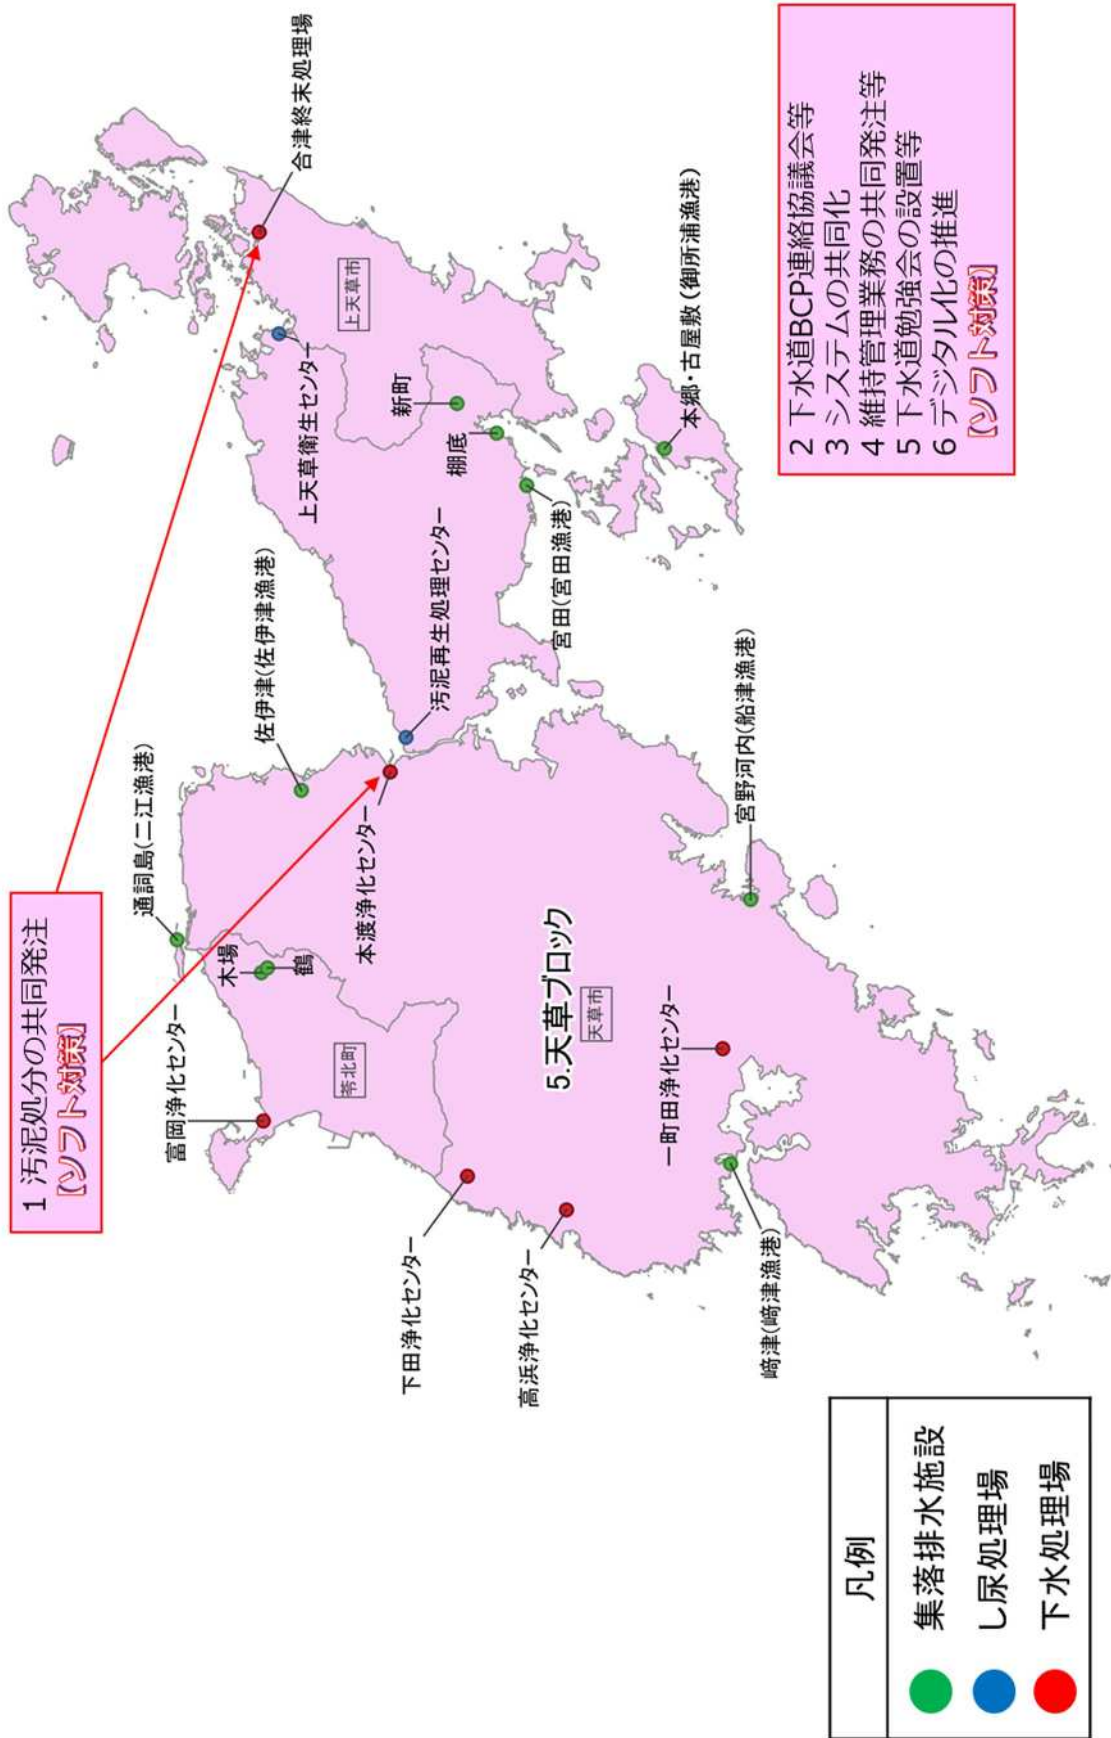 1 汚泥処分の共同発注
【ソフト対策】
通詞島(二江漁港)
佐伊津(佐伊津漁港)
木場
鶴
富岡浄化センター
苓北町
本渡浄化センター
汚泥再生処理センター
上天草衛生センター
合津終末処理場
上天草市
新町
棚底
宮田(宮田漁港)
本郷・古屋敷(御所浦漁港)
下田浄化センター
高浜浄化センター
5.天草ブロック
天草市
一町田浄化センター
宮野河内(船津漁港)
﨑津(﨑津漁港)
2 下水道BCP連絡協議会等
3 システムの共同化
4 維持管理業務の共同発注等
5 下水道勉強会の設置等
6 デジタル化の推進
【ソフト対策】
凡例
集落排水施設
し尿処理場
下水処理場